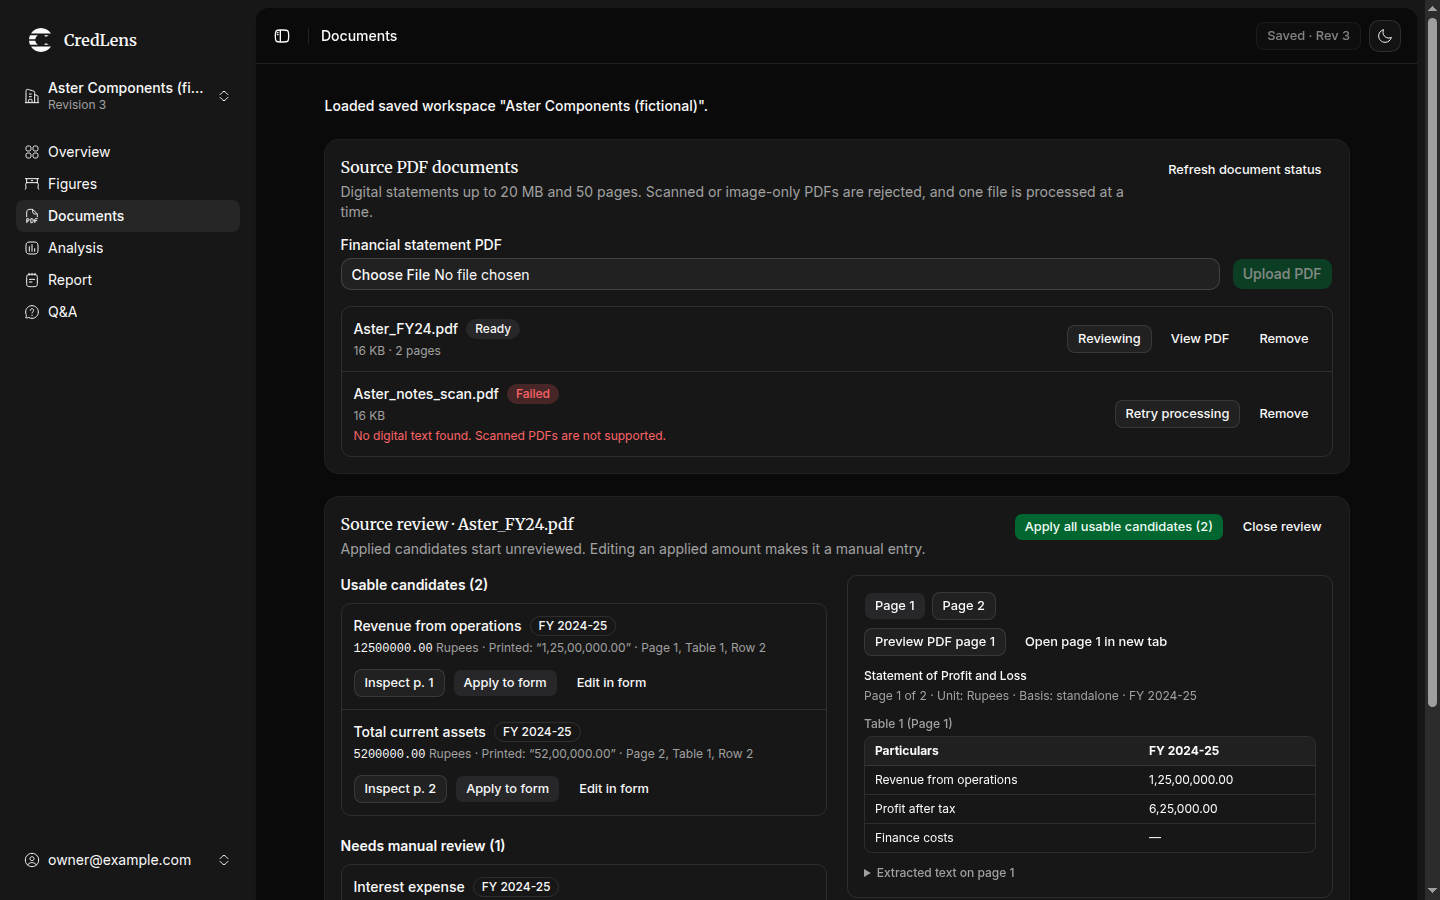 CredLens
Aster Components (fi...
Revision 3
Overview
Figures
Documents
Analysis
Report
Q&A
owner@example.com
Documents
Saved · Rev 3
Loaded saved workspace "Aster Components (fictional)".
Source PDF documents
Refresh document status
Digital statements up to 20 MB and 50 pages. Scanned or image-only PDFs are rejected, and one file is processed at a
time.
Financial statement PDF
Choose File No file chosen
Upload PDF
Aster_FY24.pdf Ready
16 KB · 2 pages
Reviewing View PDF Remove
Aster_notes_scan.pdf Failed
16 KB
No digital text found. Scanned PDFs are not supported.
Retry processing Remove
Source review · Aster_FY24.pdf
Apply all usable candidates (2) Close review
Applied candidates start unreviewed. Editing an applied amount makes it a manual entry.
Usable candidates (2)
Revenue from operations FY 2024-25
12500000.00 Rupees · Printed: “1,25,00,000.00” · Page 1, Table 1, Row 2
Inspect p. 1 Apply to form Edit in form
Total current assets FY 2024-25
5200000.00 Rupees · Printed: “52,00,000.00” · Page 2, Table 1, Row 2
Inspect p. 2 Apply to form Edit in form
Needs manual review (1)
Interest expense FY 2024-25
Page 1 Page 2
Preview PDF page 1 Open page 1 in new tab
Statement of Profit and Loss
Page 1 of 2 · Unit: Rupees · Basis: standalone · FY 2024-25
Table 1 (Page 1)
Particulars FY 2024-25
Revenue from operations 1,25,00,000.00
Profit after tax 6,25,000.00
Finance costs —
Extracted text on page 1